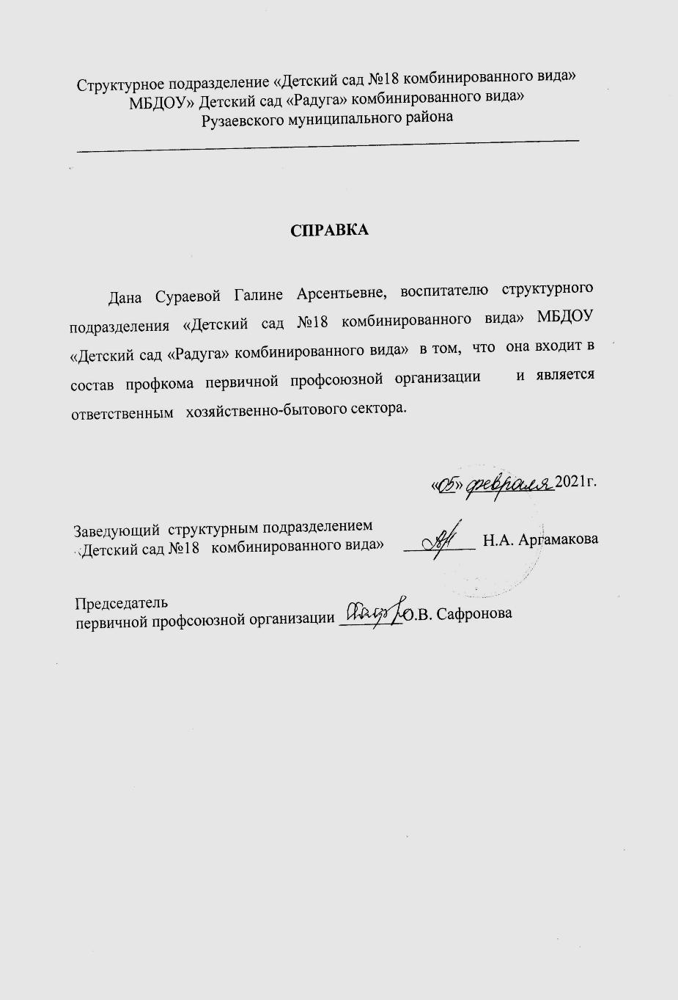 Структурное подразделение «Детский сад №18 комбинированного вида»
МБДОУ» Детский сад «Радуга» комбинированного вида»
Рузаевского муниципального района
СПРАВКА
Дана Сураевой Галине Арсентьевне, воспитателю структурного
подразделения «Детский сад №18 комбинированного вида» МБДОУ
«Детский сад «Радуга» комбинированного вида» в том, что она входит в
состав профкома первичной профсоюзной организации и является
ответственным хозяйственно-бытового сектора.
«05» февраля 2021г.
Заведующий структурным подразделением
«Детский сад №18 комбинированного вида» Н.А. Аргамакова
Председатель
первичной профсоюзной организации О.В. Сафронова